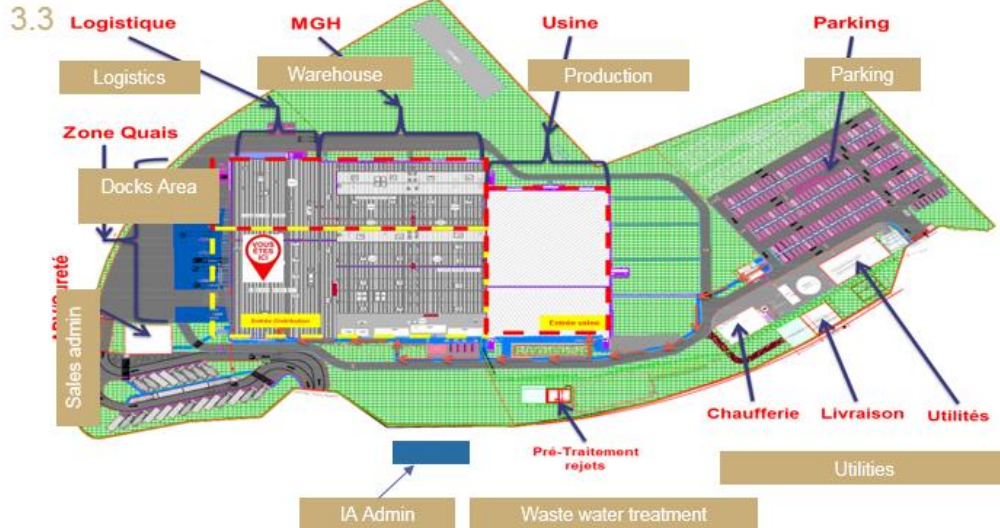 3.3
Logistique
MGH
Usine
Parking
Logistics
Warehouse
Production
Parking
Zone Quais
Docks Area
VOUS
ÊTES
ICI
Sales admin
Entrée Distribution
Entrée usine
Chaufferie
Livraison
Utilités
Pré-Traitement
rejets
Utilities
IA Admin
Waste water treatment